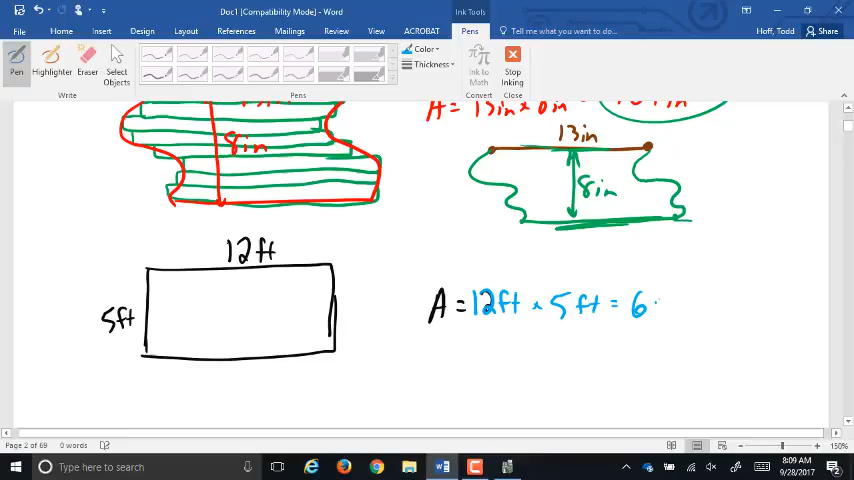 Doc1 [Compatibility Mode] - Word
Ink Tools
Hoff, Todd
Share
File
Home
Insert
Design
Layout
References
Mailings
Review
View
ACROBAT
Pens
Tell me what you want to do...
Pen
Highlighter
Eraser
Select Objects
Color
Thickness
Ink to Math
Stop Inking
Write
Pens
Convert
Close
A = 13in x 8in =
8in
13in
8in
12ft
5ft
A = 12ft x 5ft = 6
Page 2 of 69
0 words
150%
Type here to search
8:09 AM
9/28/2017
2